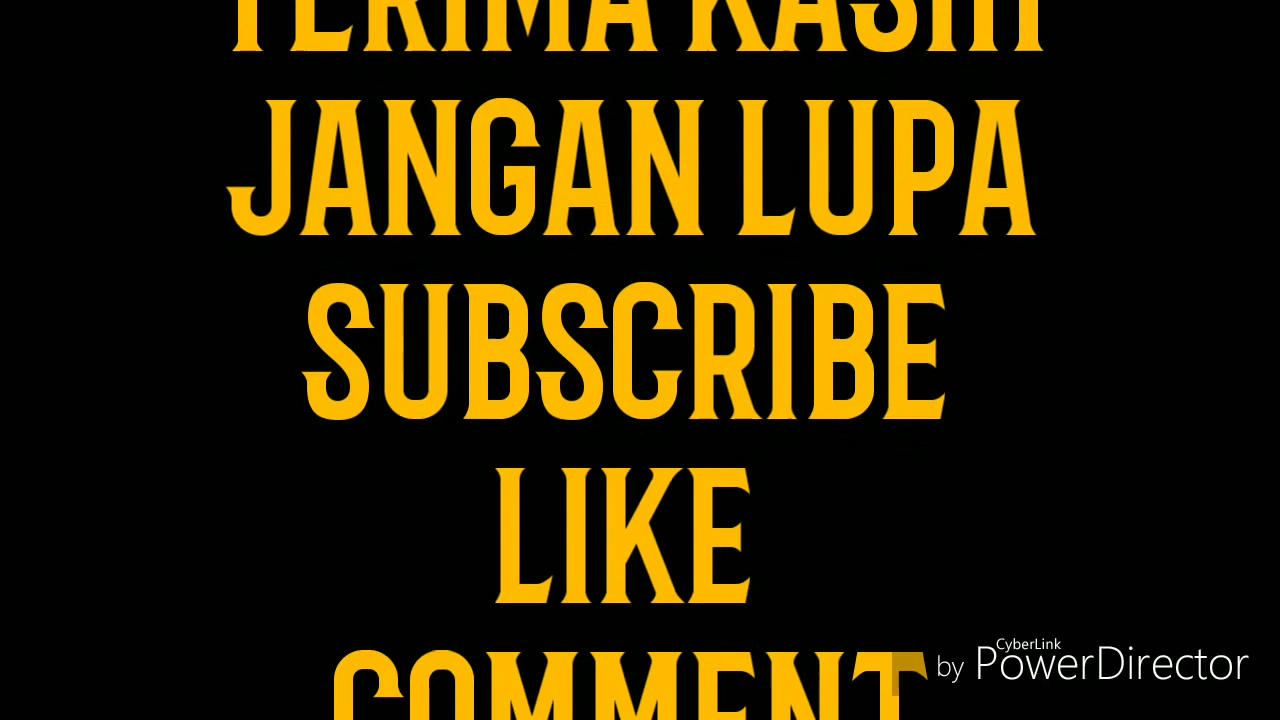 TERIMA KASIH
JANGAN LUPA
SUBSCRIBE
LIKE
COMMENT
by CyberLink PowerDirector